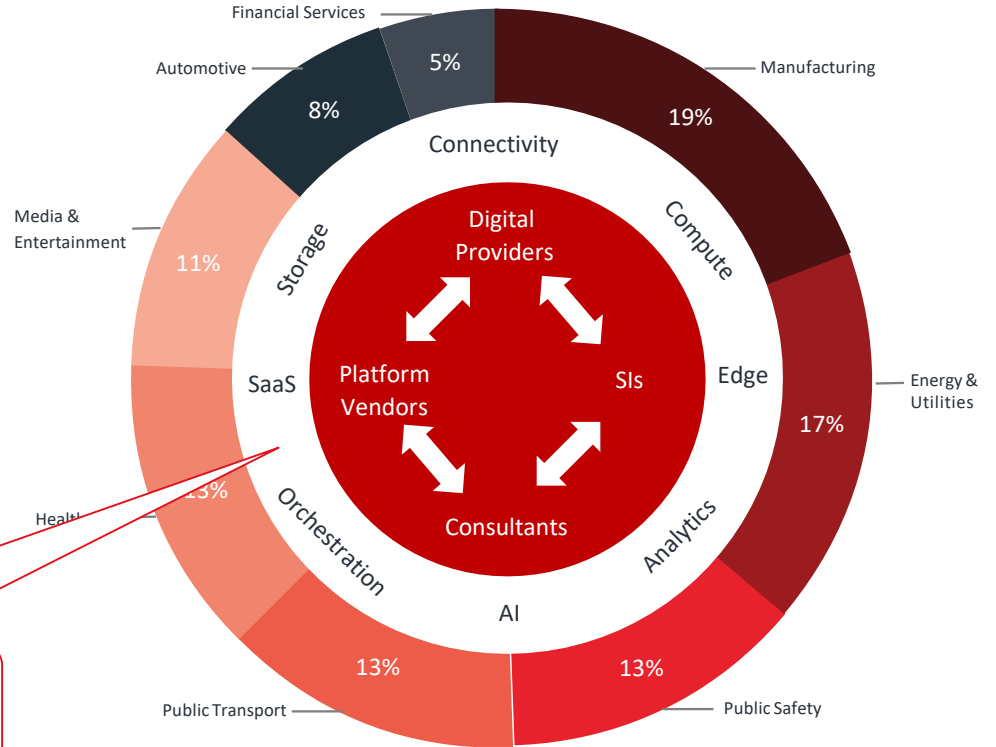 Financial Services
5%
Automotive
8%
Manufacturing
19%
Connectivity
Media &
Entertainment
11%
Storage
Compute
Digital
Providers
SaaS
Platform
Vendors
SIs
Edge
Energy &
Utilities
17%
13%
Orchestration
Consultants
Analytics
AI
13%
13%
Public Transport
Public Safety